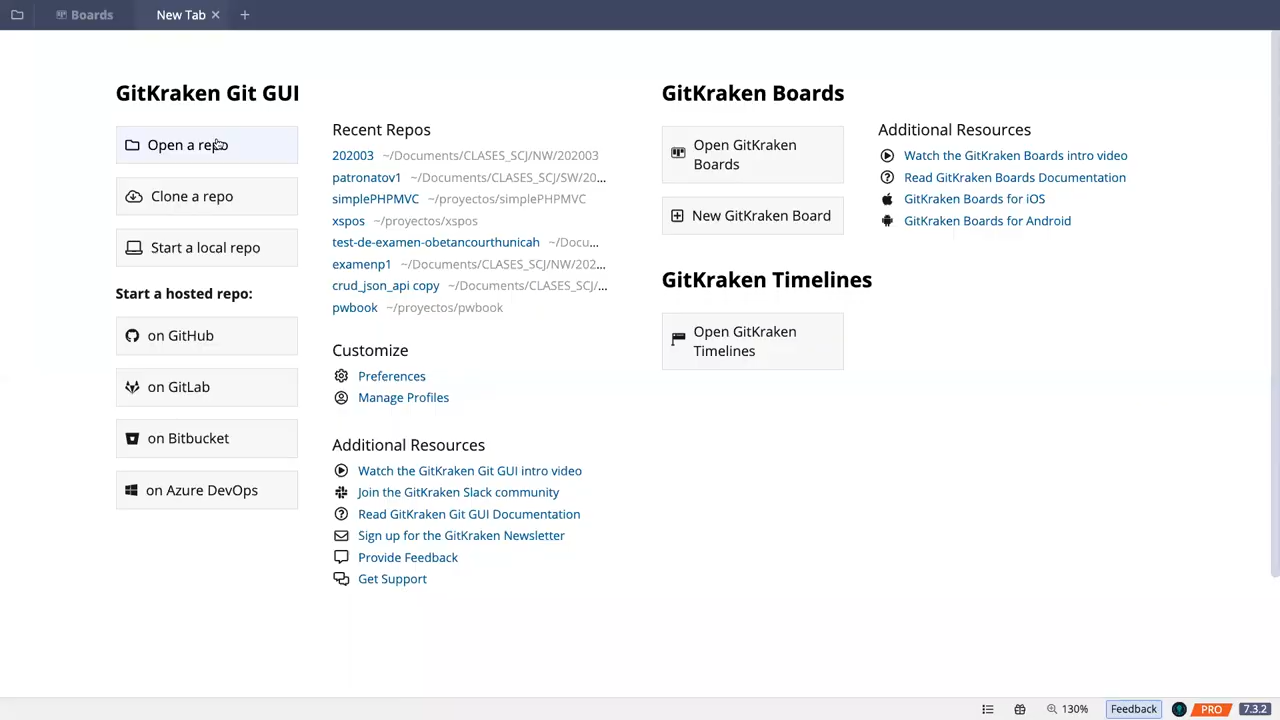 Boards
New Tab
GitKraken Git GUI
Open a repo
Clone a repo
Start a local repo
Start a hosted repo:
on GitHub
on GitLab
on Bitbucket
on Azure DevOps
Recent Repos
202003 ~/Documents/CLASES_SCJ/NW/202003
patronatov1 ~/Documents/CLASES_SCJ/SW/20...
simplePHPMVC ~/proyectos/simplePHPMVC
xspos ~/proyectos/xspos
test-de-examen-obetancourthunicah ~/Docu...
examenp1 ~/Documents/CLASES_SCJ/NW/202...
crud_json_api copy ~/Documents/CLASES_SCJ/...
pwbook ~/proyectos/pwbook
Customize
Preferences
Manage Profiles
Additional Resources
Watch the GitKraken Git GUI intro video
Join the GitKraken Slack community
Read GitKraken Git GUI Documentation
Sign up for the GitKraken Newsletter
Provide Feedback
Get Support
GitKraken Boards
Open GitKraken
Boards
New GitKraken Board
Additional Resources
Watch the GitKraken Boards intro video
Read GitKraken Boards Documentation
GitKraken Boards for iOS
GitKraken Boards for Android
GitKraken Timelines
Open GitKraken
Timelines
130%
Feedback
PRO
7.3.2